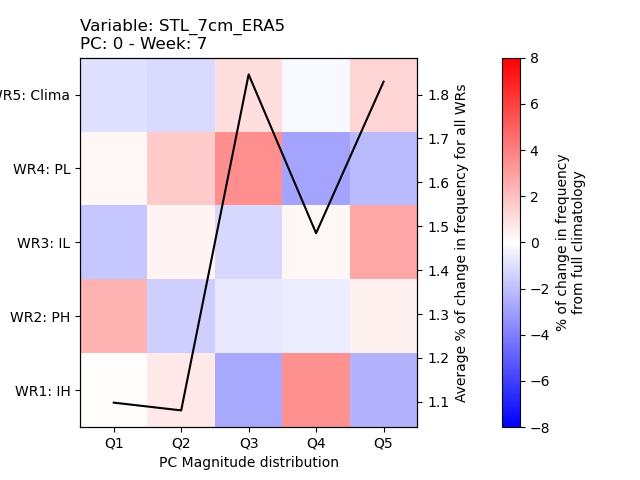 Variable: STL_7cm_ERA5
PC: 0 - Week: 7
WR5: Clima
WR4: PL
WR3: IL
WR2: PH
WR1: IH
Q1 Q2 Q3 Q4 Q5
PC Magnitude distribution
1.8
1.7
1.6
1.5
1.4
1.3
1.2
1.1
Average % of change in frequency for all WRs
8
6
4
2
0
−2
−4
−6
−8
% of change in frequency
from full climatology